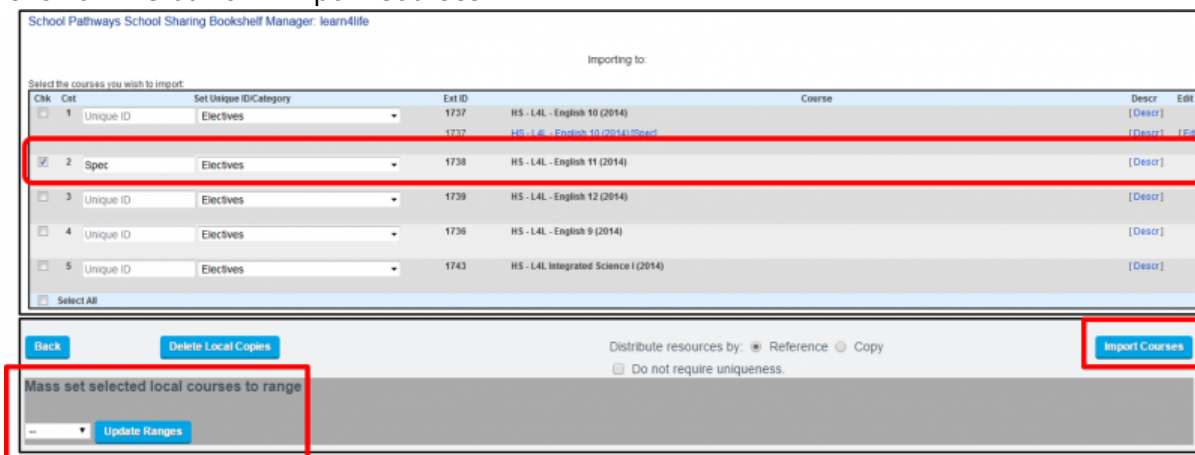 School Pathways School Sharing Bookshelf Manager: learn4life
Importing to:
Select the courses you wish to import:
Chk Cnt Set Unique ID/Category Ext ID Course Descr Edit
1 Unique ID Electives 1737 HS - L4L - English 10 (2014) [Descr]
1737 HS - L4L - English 10 (2014) [Spec] [Descr] [Ed
2 Spec Electives 1738 HS - L4L - English 11 (2014) [Descr]
3 Unique ID Electives 1739 HS - L4L - English 12 (2014) [Descr]
4 Unique ID Electives 1736 HS - L4L - English 9 (2014) [Descr]
5 Unique ID Electives 1743 HS - L4L Integrated Science I (2014) [Descr]
Select All
Back Delete Local Copies Distribute resources by: Reference Copy Import Courses
Do not require uniqueness.
Mass set selected local courses to range
-- Update Ranges